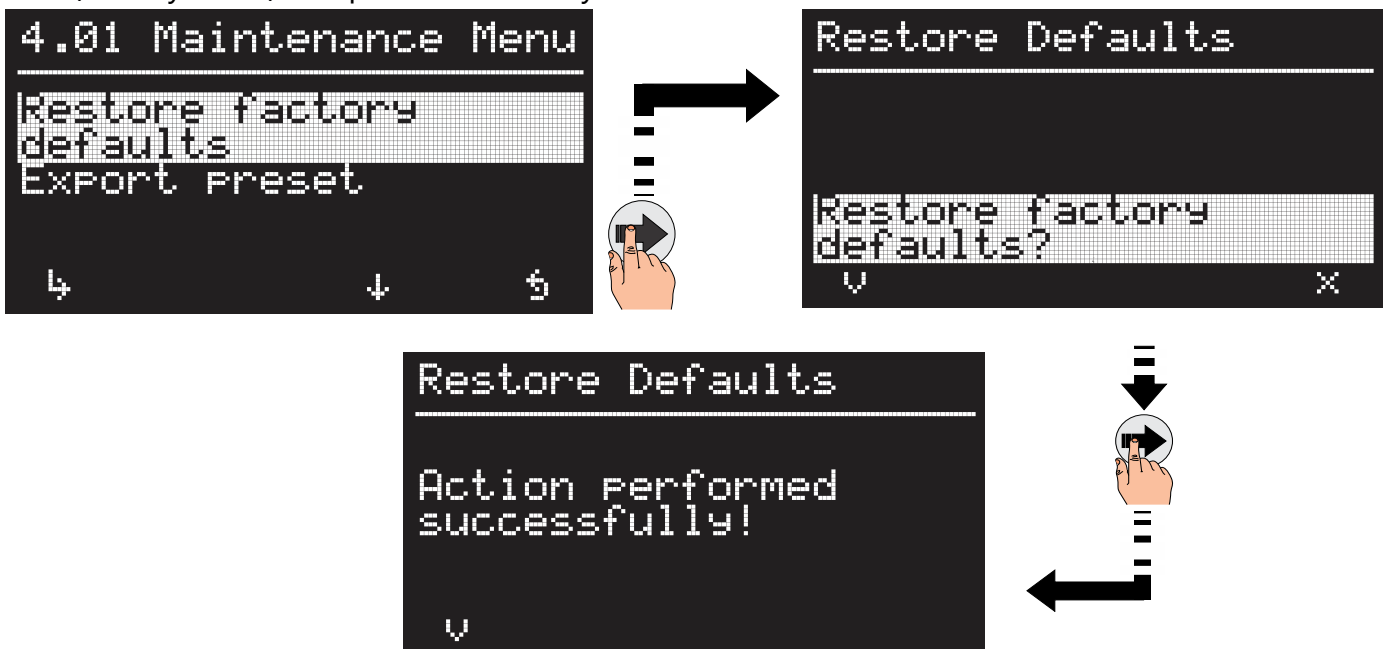 4.01 Maintenance Menu
Restore factory
defaults
Export preset
Restore Defaults
Restore factory
defaults?
V X
Restore Defaults
Action performed
successfully!
V